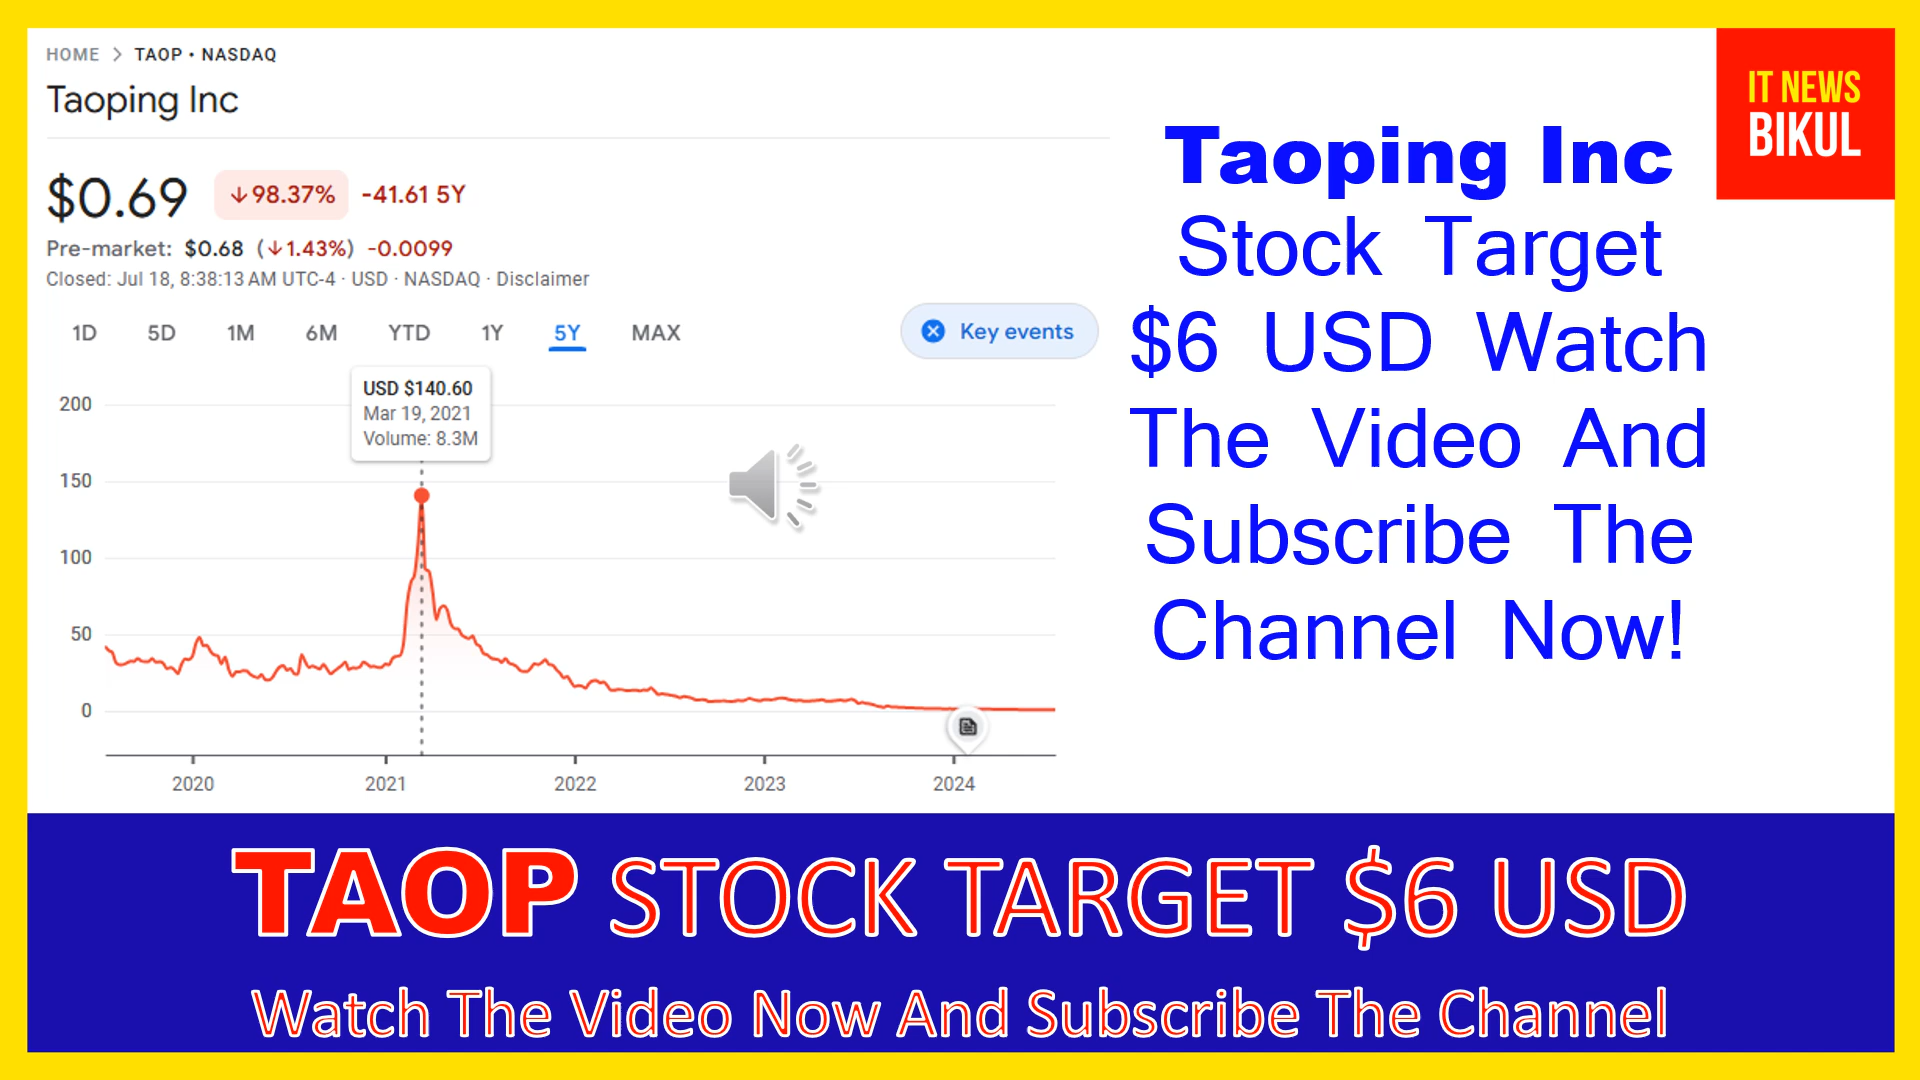 HOME > TAOP • NASDAQ
Taoping Inc
$0.69 ↓98.37% -41.61 5Y
Pre-market: $0.68 (↓1.43%) -0.0099
Closed: Jul 18, 8:38:13 AM UTC-4 · USD · NASDAQ · Disclaimer
1D 5D 1M 6M YTD 1Y 5Y MAX
Key events
USD $140.60
Mar 19, 2021
Volume: 8.3M
200
150
100
50
0
2020 2021 2022 2023 2024
Taoping Inc
Stock Target
$6 USD Watch
The Video And
Subscribe The
Channel Now!
IT NEWS
BIKUL
TAOP STOCK TARGET $6 USD
Watch The Video Now And Subscribe The Channel